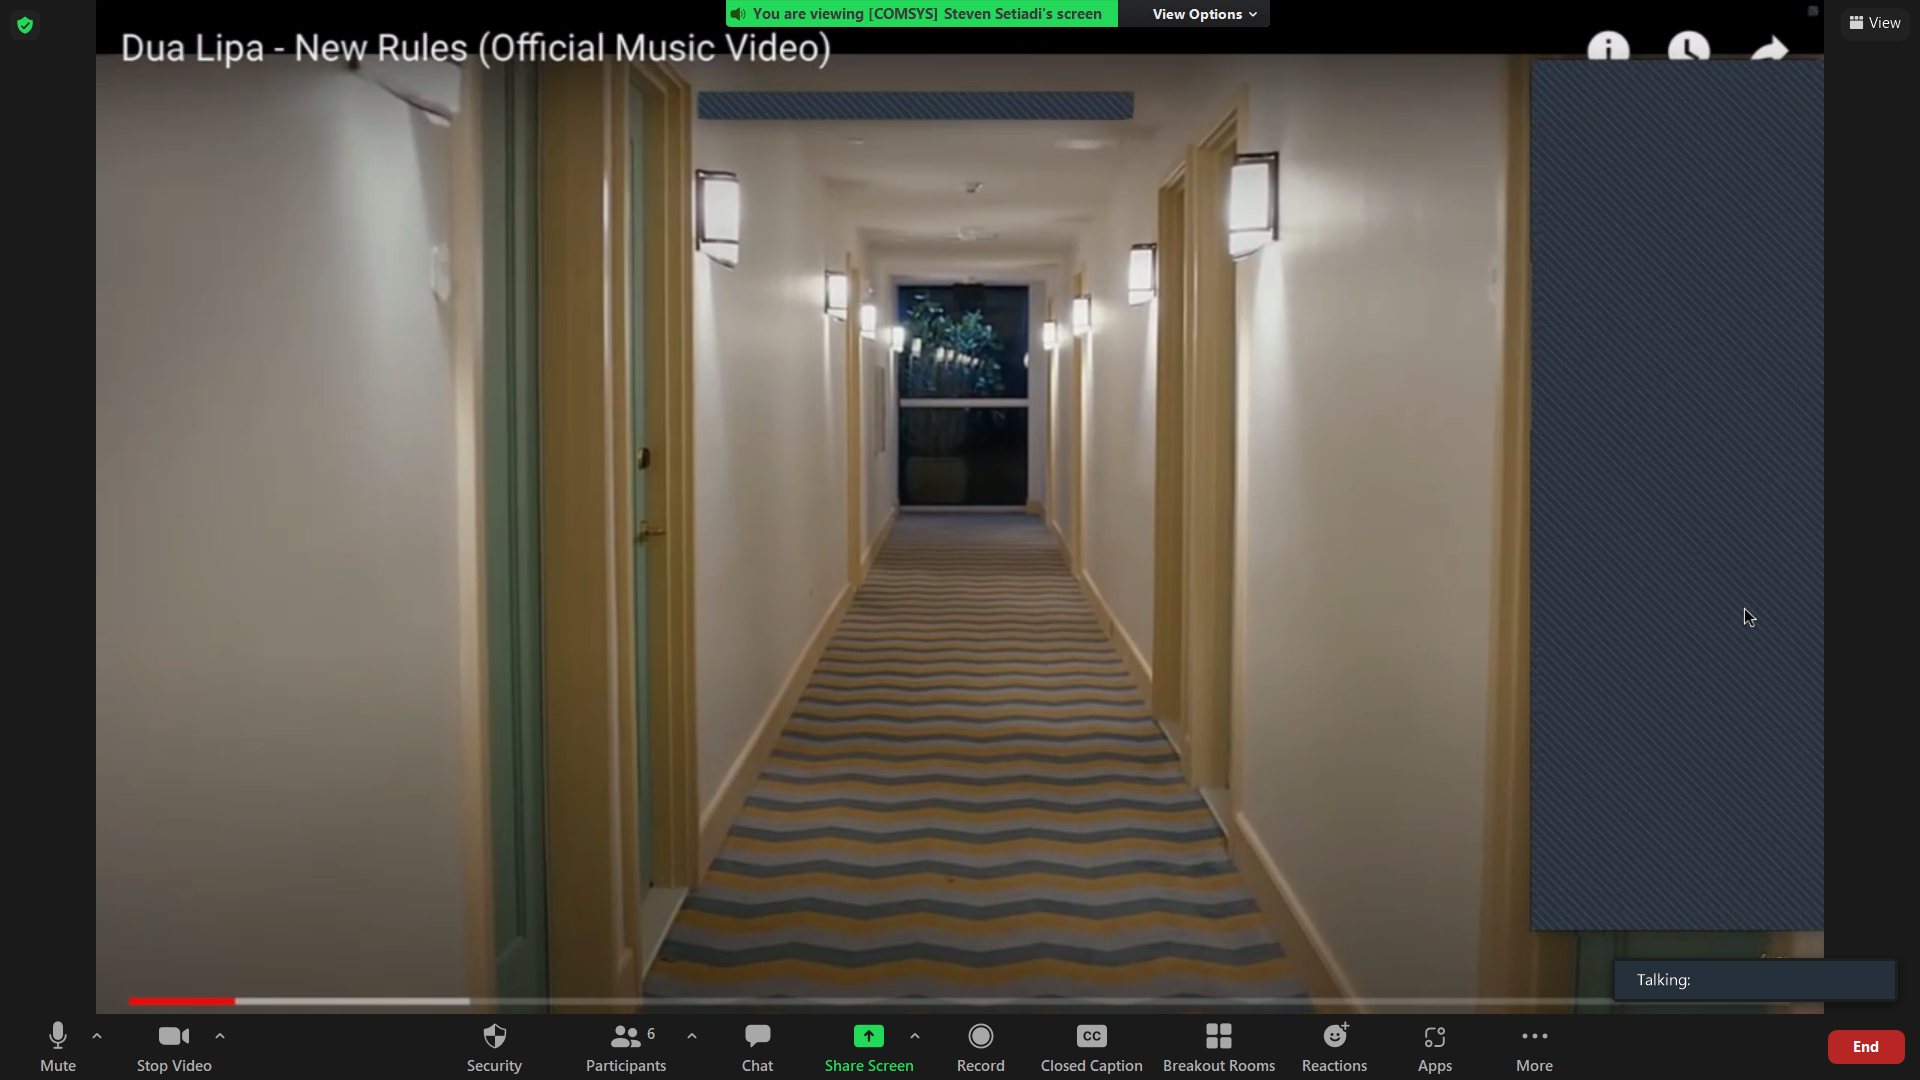 You are viewing [COMSYS] Steven Setiadi's screen
View Options
View
Dua Lipa - New Rules (Official Music Video)
Talking:
Mute
Stop Video
Security
6
Participants
Chat
Share Screen
Record
CC
Closed Caption
Breakout Rooms
Reactions
Apps
More
End